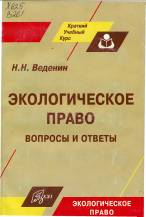 Краткий
Учебный
Курс
Н.Н. Веденин
ЭКОЛОГИЧЕСКОЕ
ПРАВО
ВОПРОСЫ И ОТВЕТЫ
ЭКОЛОГИЧЕСКОЕ
ПРАВО